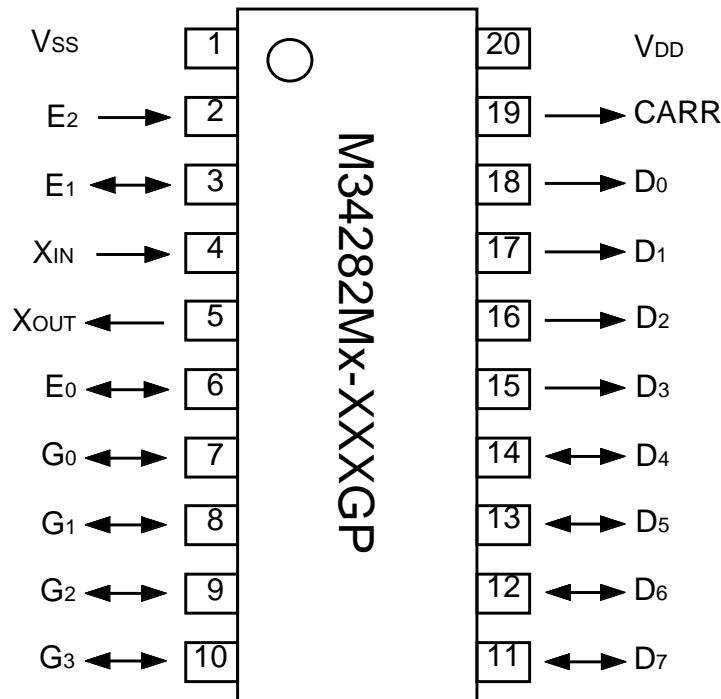 VSS 1 20 VDD
E2 2 19 CARR
E1 3 18 D0
XIN 4 17 D1
XOUT 5 16 D2
E0 6 15 D3
G0 7 14 D4
G1 8 13 D5
G2 9 12 D6
G3 10 11 D7
M34282Mx-XXXGP